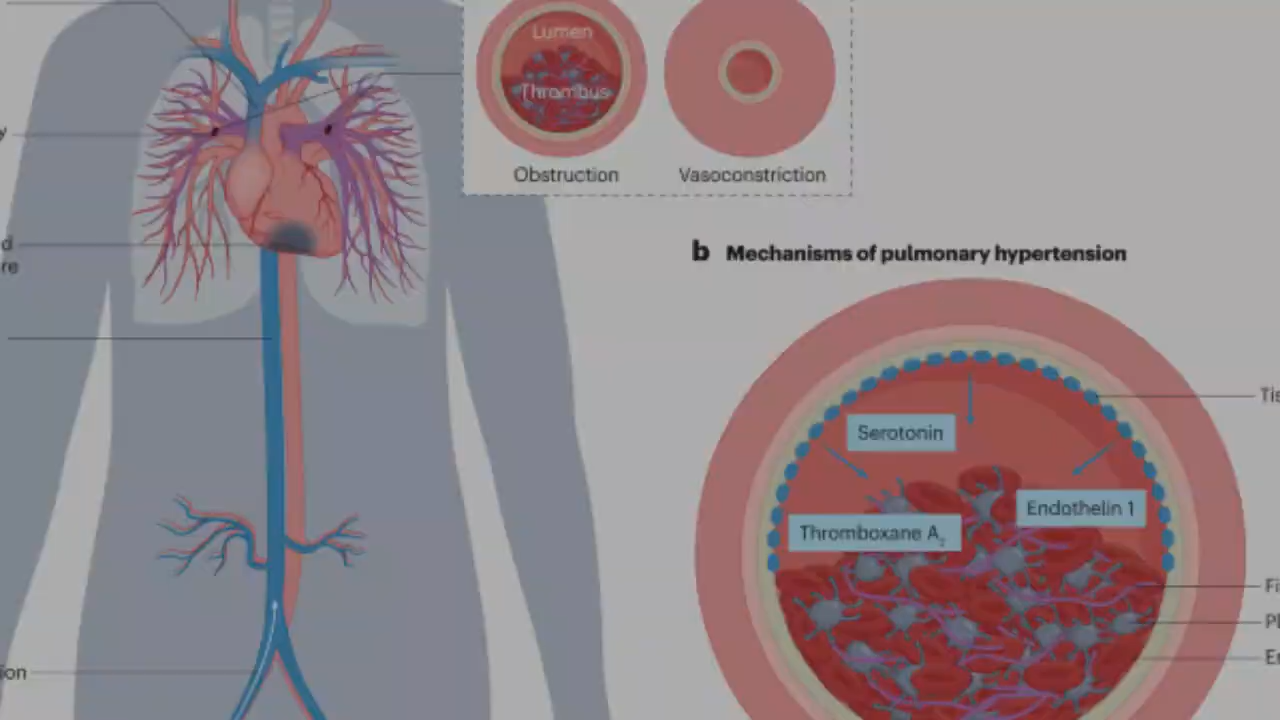 Lumen
Thrombus
Obstruction
Vasoconstriction
b Mechanisms of pulmonary hypertension
Serotonin
Endothelin 1
Thromboxane A₂